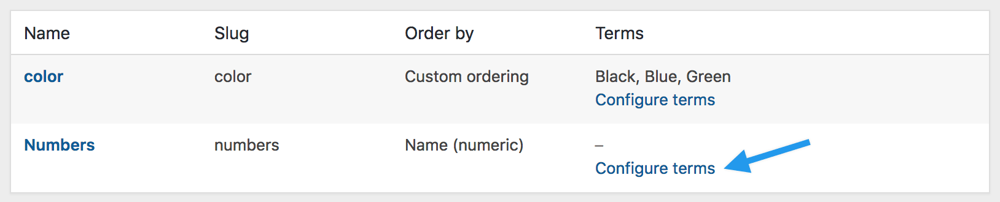 Name Slug Order by Terms
color color Custom ordering Black, Blue, Green
Configure terms
Numbers numbers Name (numeric) –
Configure terms